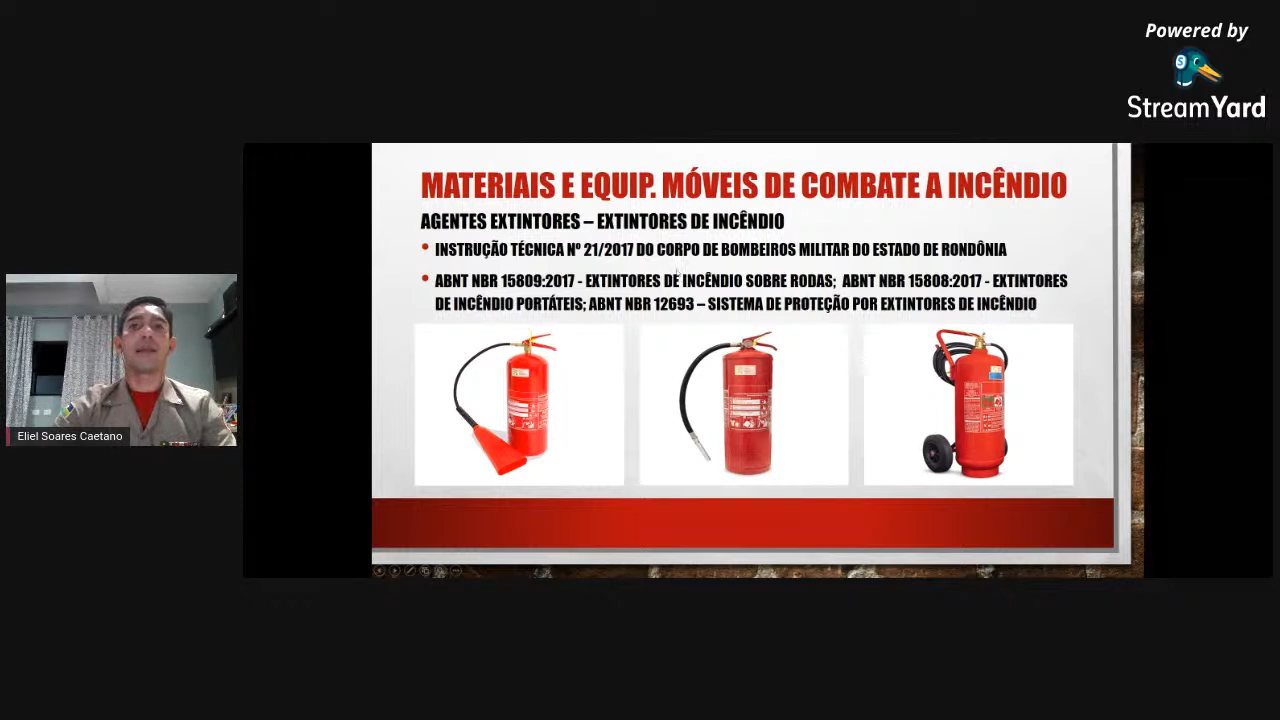 Powered by
StreamYard
MATERIAIS E EQUIP. MÓVEIS DE COMBATE A INCÊNDIO
AGENTES EXTINTORES – EXTINTORES DE INCÊNDIO
• INSTRUÇÃO TÉCNICA Nº 21/2017 DO CORPO DE BOMBEIROS MILITAR DO ESTADO DE RONDÔNIA
• ABNT NBR 15809:2017 - EXTINTORES DE INCÊNDIO SOBRE RODAS; ABNT NBR 15808:2017 - EXTINTORES
DE INCÊNDIO PORTÁTEIS; ABNT NBR 12693 – SISTEMA DE PROTEÇÃO POR EXTINTORES DE INCÊNDIO
Eliel Soares Caetano